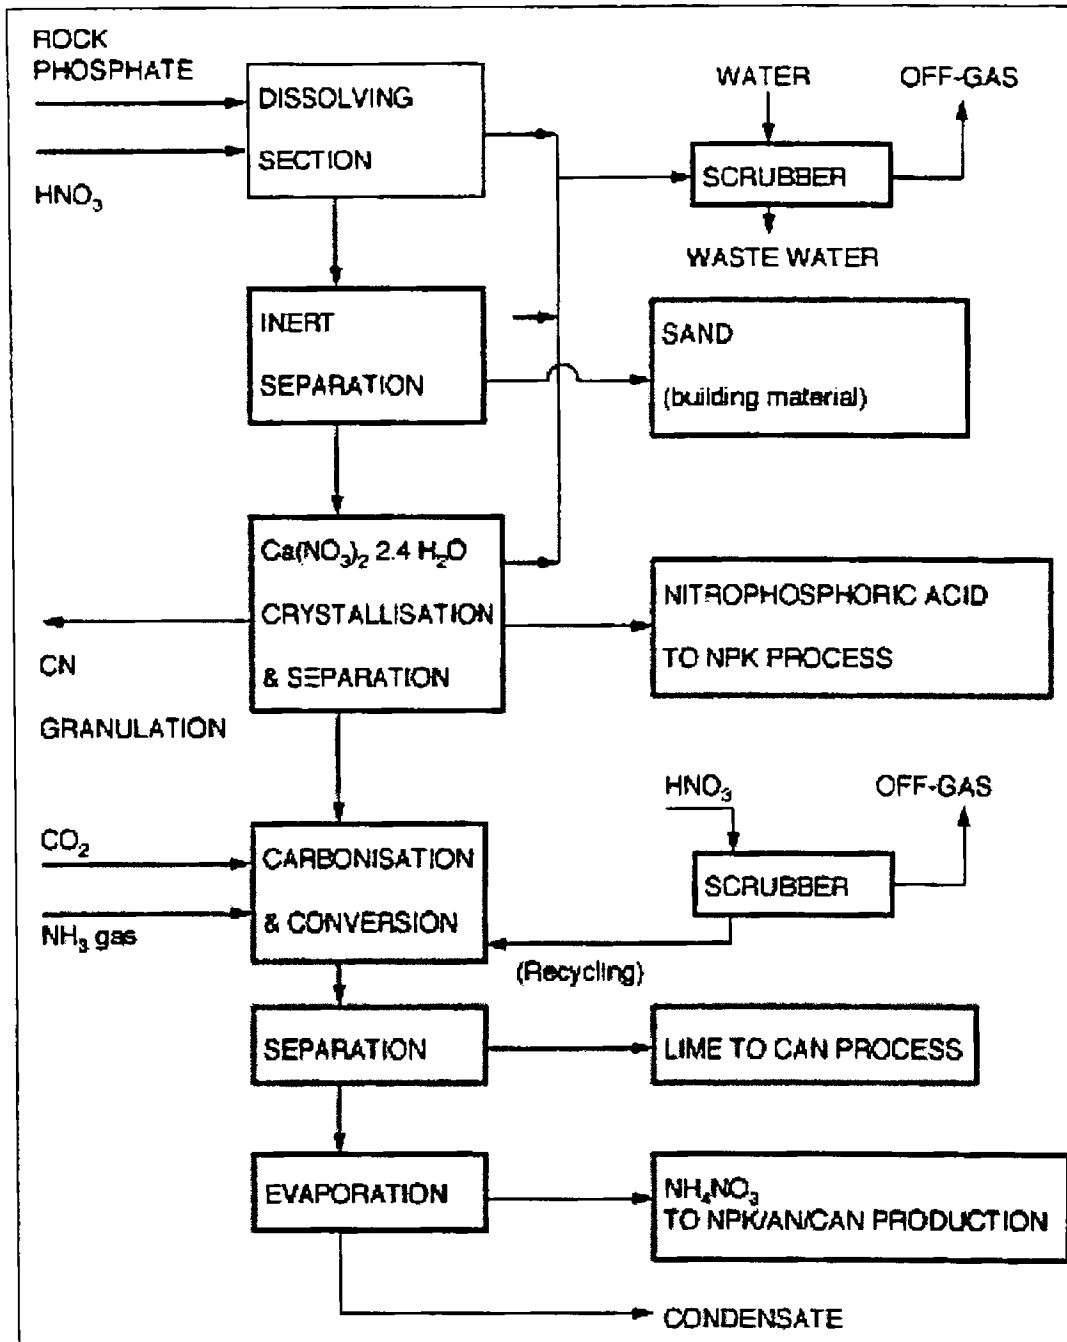 ROCK
PHOSPHATE
HNO₃
DISSOLVING
SECTION
WATER
OFF-GAS
SCRUBBER
WASTE WATER
INERT
SEPARATION
SAND
(building material)
Ca(NO₃)₂ 2.4 H₂O
CRYSTALLISATION
& SEPARATION
CN
GRANULATION
NITROPHOSPHORIC ACID
TO NPK PROCESS
CO₂
NH₃ gas
CARBONISATION
& CONVERSION
HNO₃
OFF-GAS
SCRUBBER
(Recycling)
SEPARATION
LIME TO CAN PROCESS
EVAPORATION
NH₄NO₃
TO NPK/AN/CAN PRODUCTION
CONDENSATE